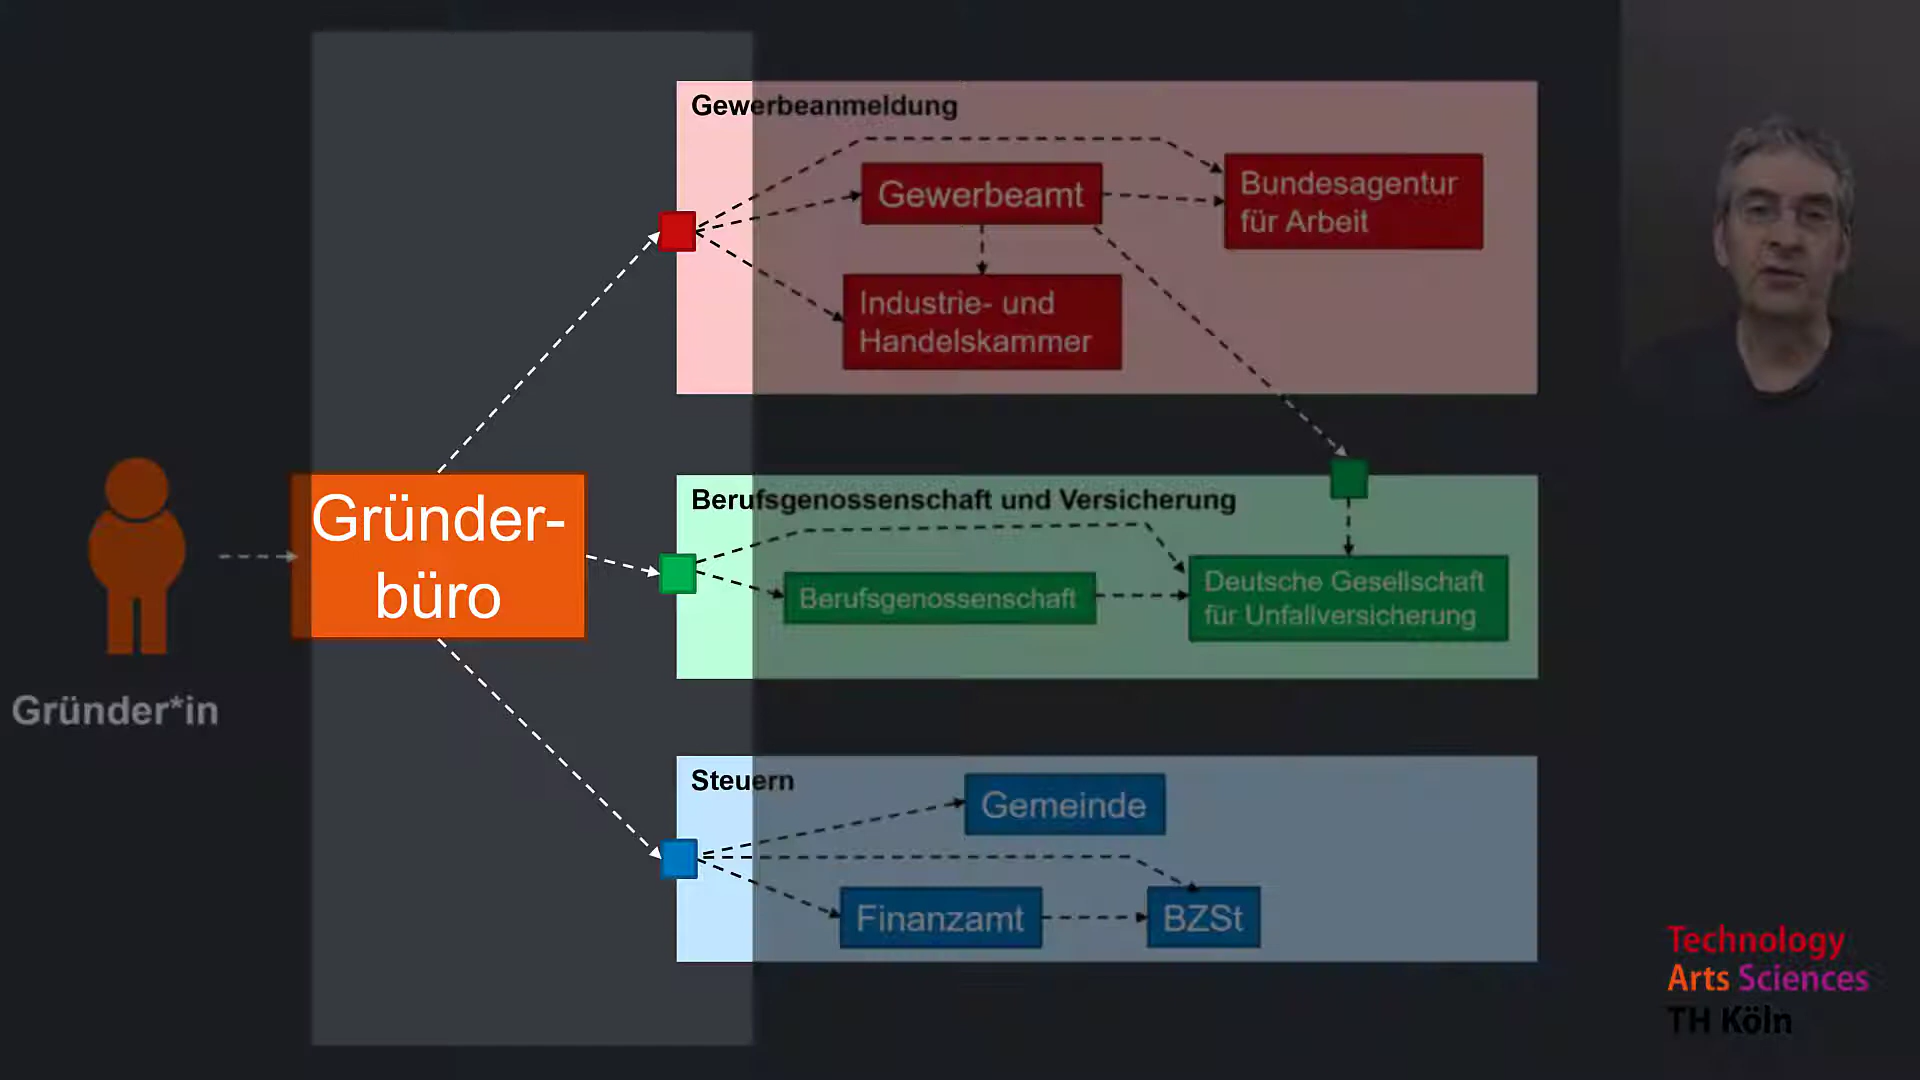 Gewerbeanmeldung
Gewerbeamt
Bundesagentur
für Arbeit
Industrie- und
Handelskammer
Gründer-
büro
Gründer*in
Berufsgenossenschaft und Versicherung
Berufsgenossenschaft
Deutsche Gesellschaft
für Unfallversicherung
Steuern
Gemeinde
Finanzamt
BZSt
Technology
Arts Sciences
TH Köln